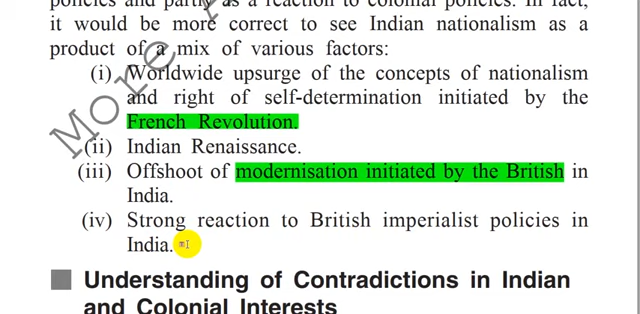 policies and partly as a reaction to colonial policies. In fact,
it would be more correct to see Indian nationalism as a
product of a mix of various factors:
(i) Worldwide upsurge of the concepts of nationalism
and right of self-determination initiated by the
French Revolution.
(ii) Indian Renaissance.
(iii) Offshoot of modernisation initiated by the British in
India.
(iv) Strong reaction to British imperialist policies in
India.
Understanding of Contradictions in Indian
and Colonial Interests
More